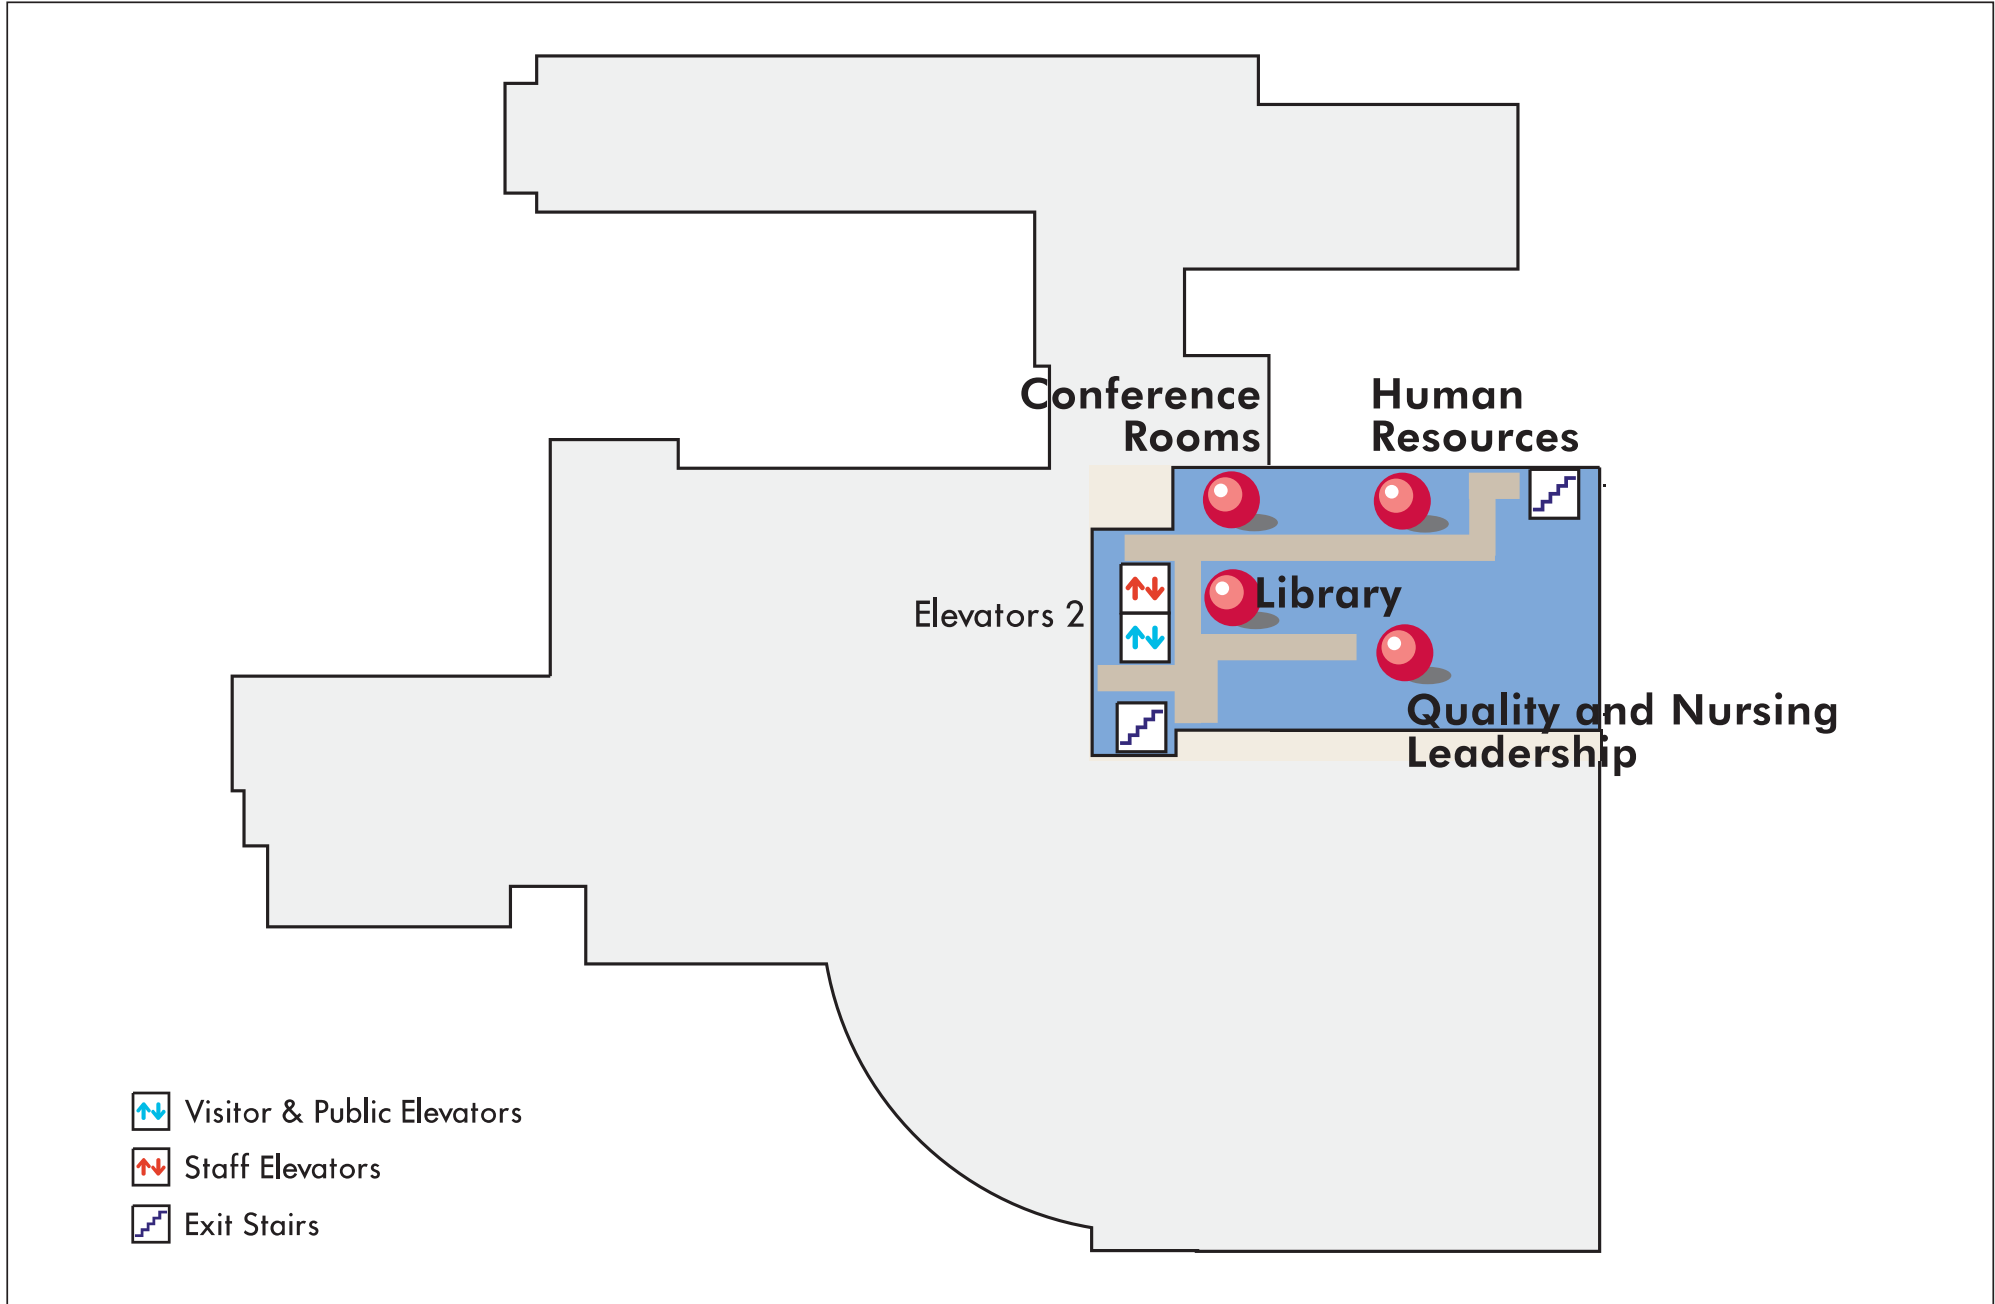 Conference
Rooms
Human
Resources
Elevators 2
Library
Quality and Nursing
Leadership
Visitor & Public Elevators
Staff Elevators
Exit Stairs